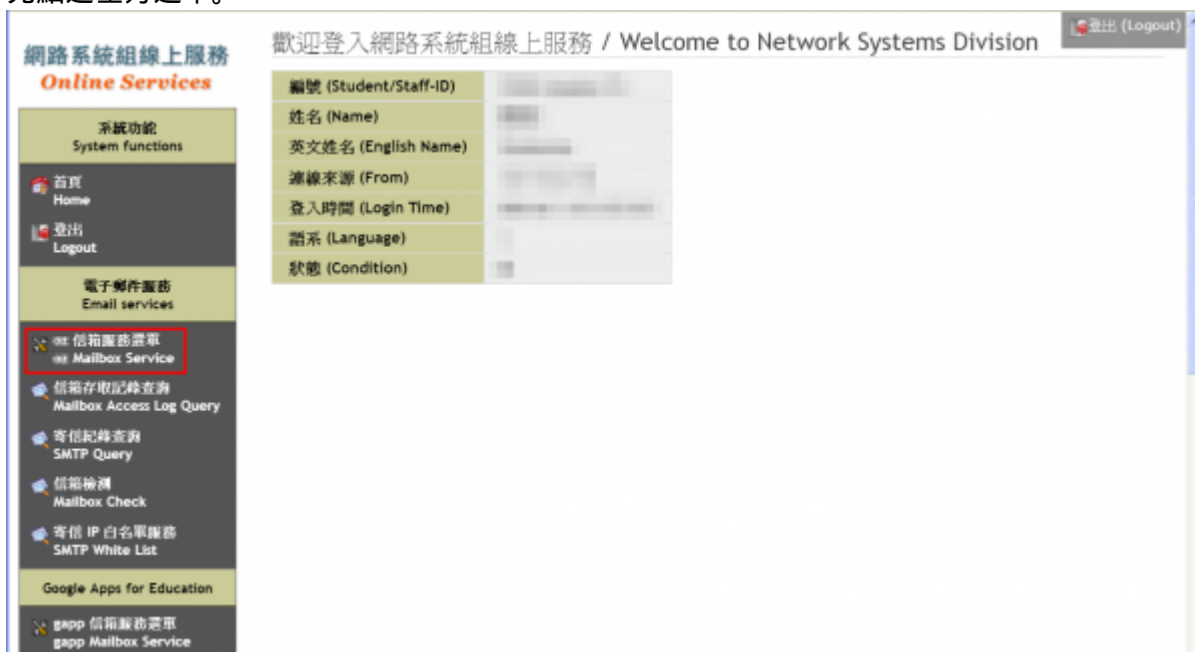 登出 (Logout)
網路系統組線上服務
Online Services
歡迎登入網路系統組線上服務 / Welcome to Network Systems Division
編號 (Student/Staff-ID)
姓名 (Name)
英文姓名 (English Name)
連線來源 (From)
登入時間 (Login Time)
語系 (Language)
狀態 (Condition)
系統功能
System functions
首頁
Home
登出
Logout
電子郵件服務
Email services
信箱服務選單
Mailbox Service
信箱存取記錄查詢
Mailbox Access Log Query
寄信紀錄查詢
SMTP Query
信箱檢測
Mailbox Check
寄信 IP 白名單服務
SMTP White List
Google Apps for Education
gapp 信箱服務選單
gapp Mailbox Service